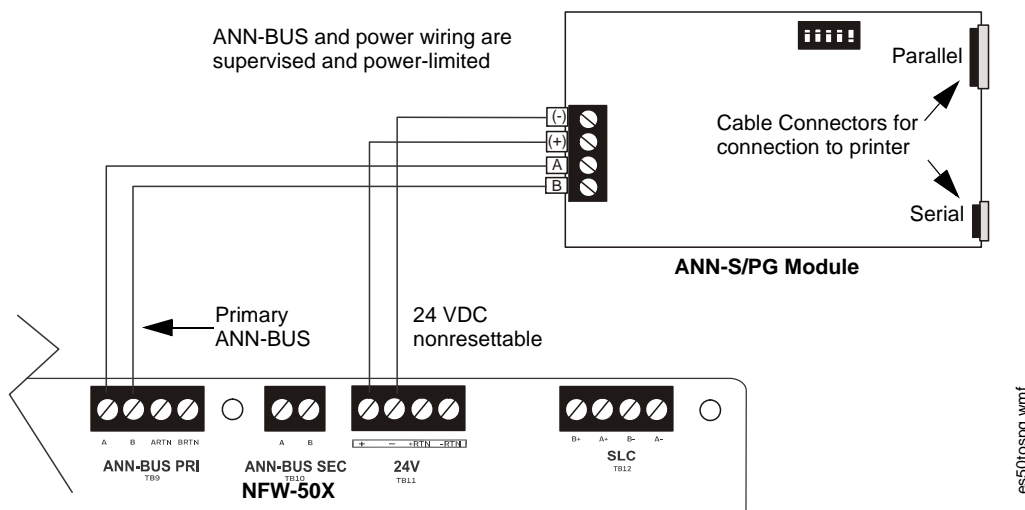 ANN-BUS and power wiring are
supervised and power-limited
Parallel
Cable Connectors for
connection to printer
Serial
(-)
(+)
A
B
ANN-S/PG Module
Primary
ANN-BUS
24 VDC
nonresettable
A B ARTN BRTN
ANN-BUS PRI
TB9
A B
ANN-BUS SEC
TB10
NFW-50X
+ - +RTN -RTN
24V
TB11
B+ A+ B- A-
SLC
TB12
es50tospg.wmf